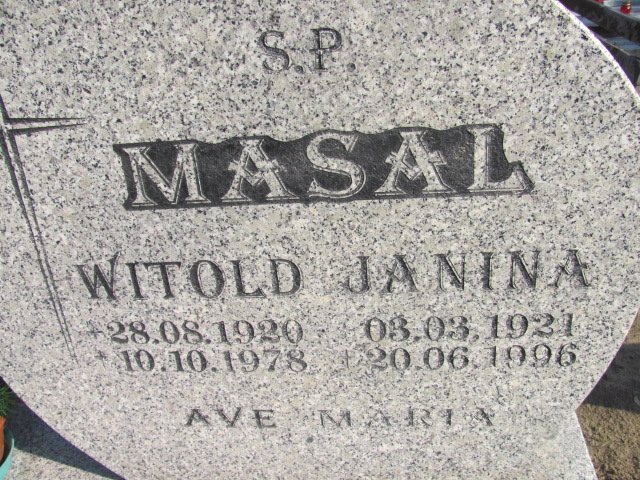 S.P.
MASAL
WITOLD JANINA
*28.08.1920 03.03.1921
+10.10.1978 +20.06.1996
AVE MARIA